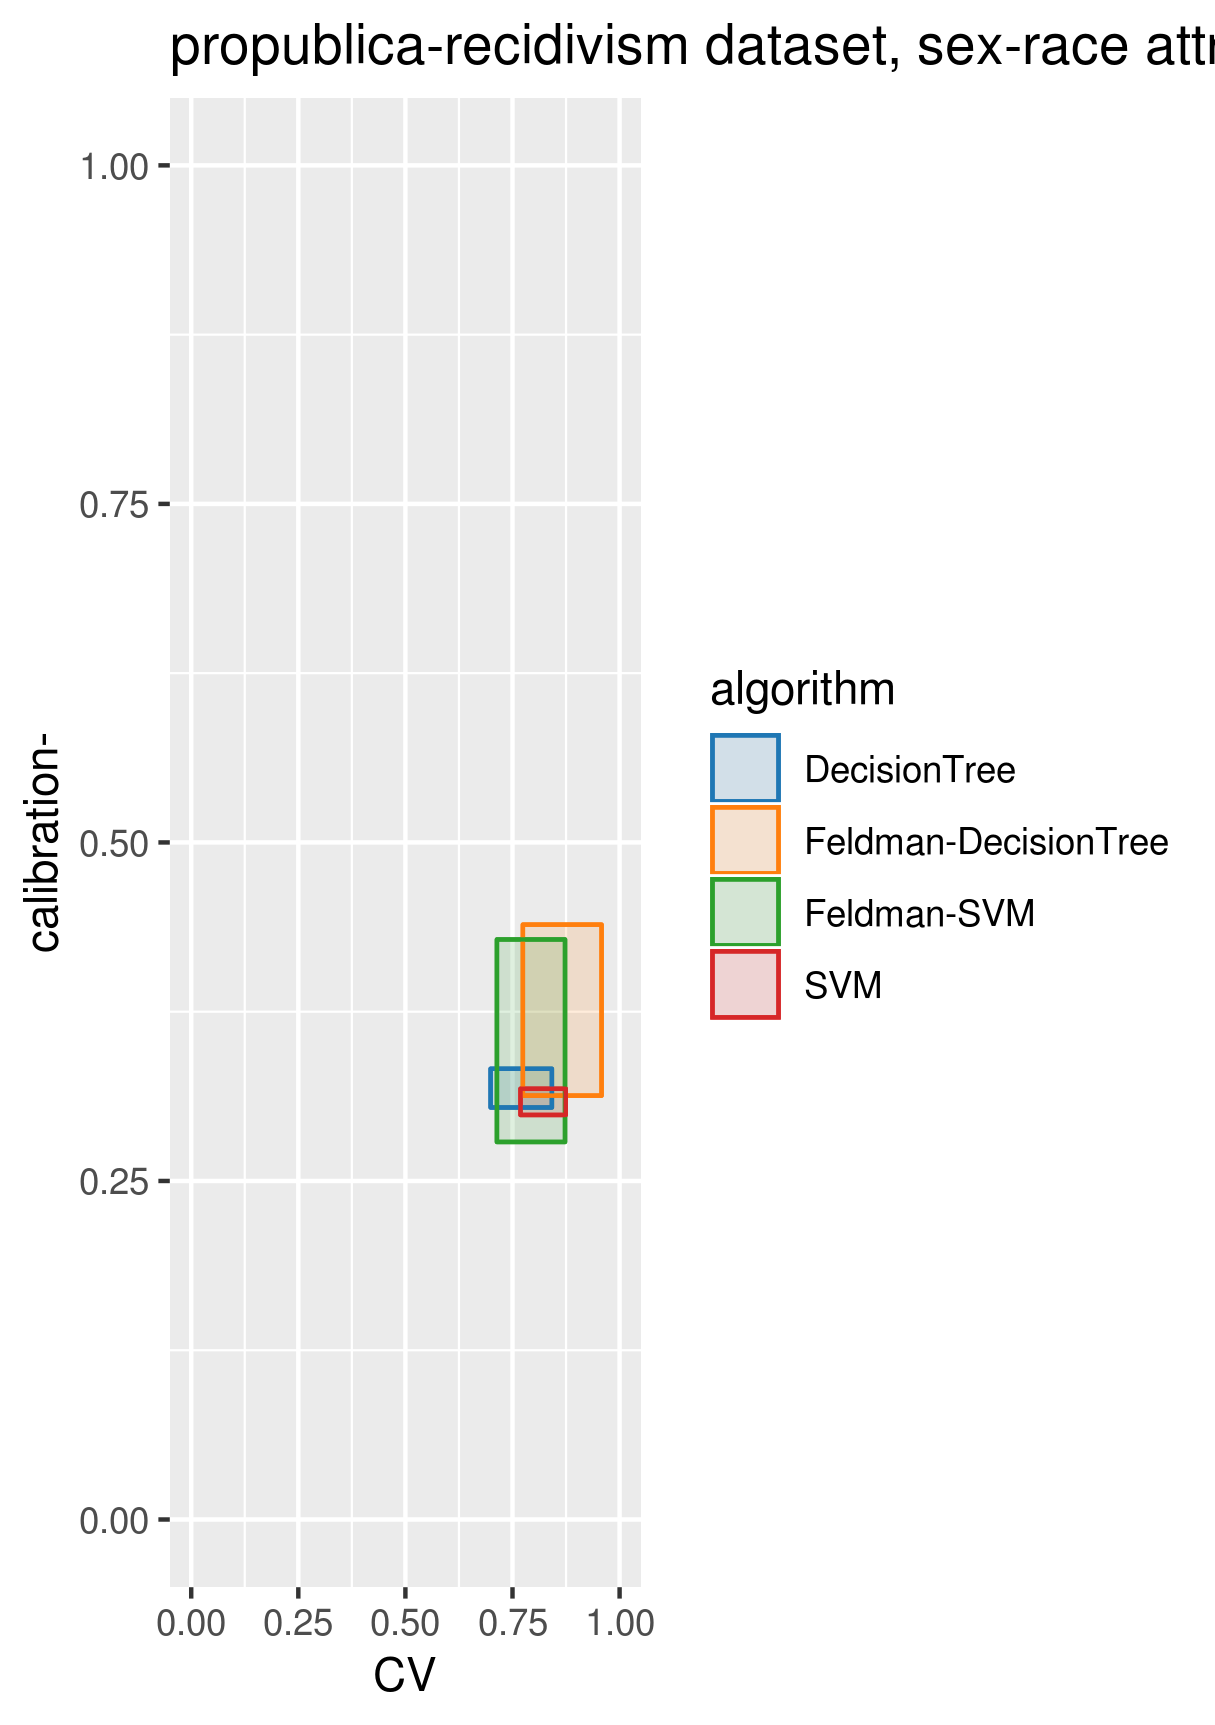 propublica-recidivism dataset, sex-race
calibration-
1.00
0.75
0.50
0.25
0.00
0.00 0.25 0.50 0.75 1.00
CV
algorithm
DecisionTree
Feldman-DecisionTree
Feldman-SVM
SVM